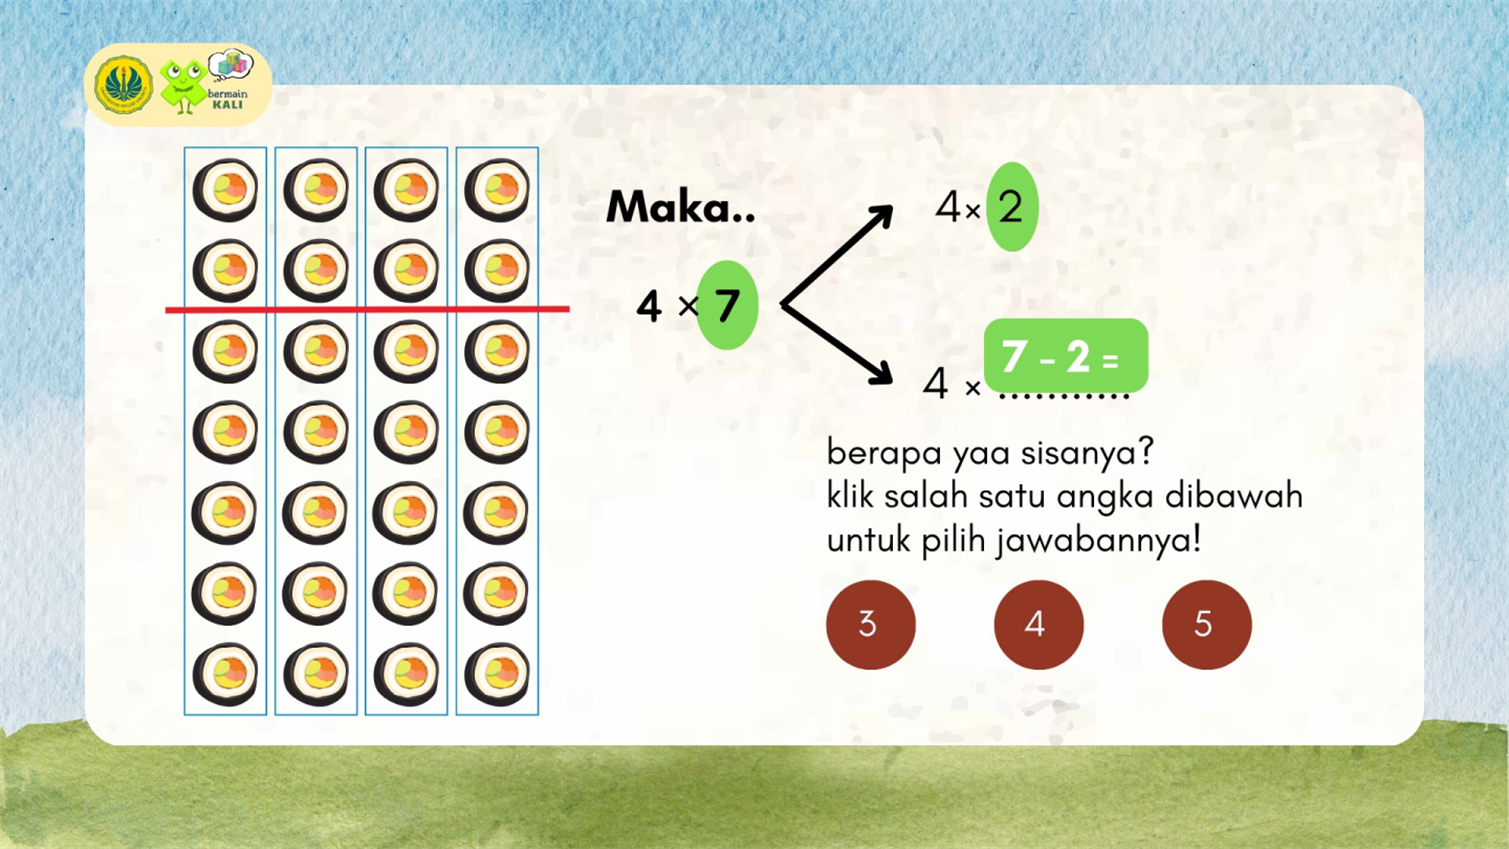 bermain
KALI
Maka..
4 × 7
4× 2
4 × 7 - 2 =
...........
berapa yaa sisanya?
klik salah satu angka dibawah
untuk pilih jawabannya!
3 4 5